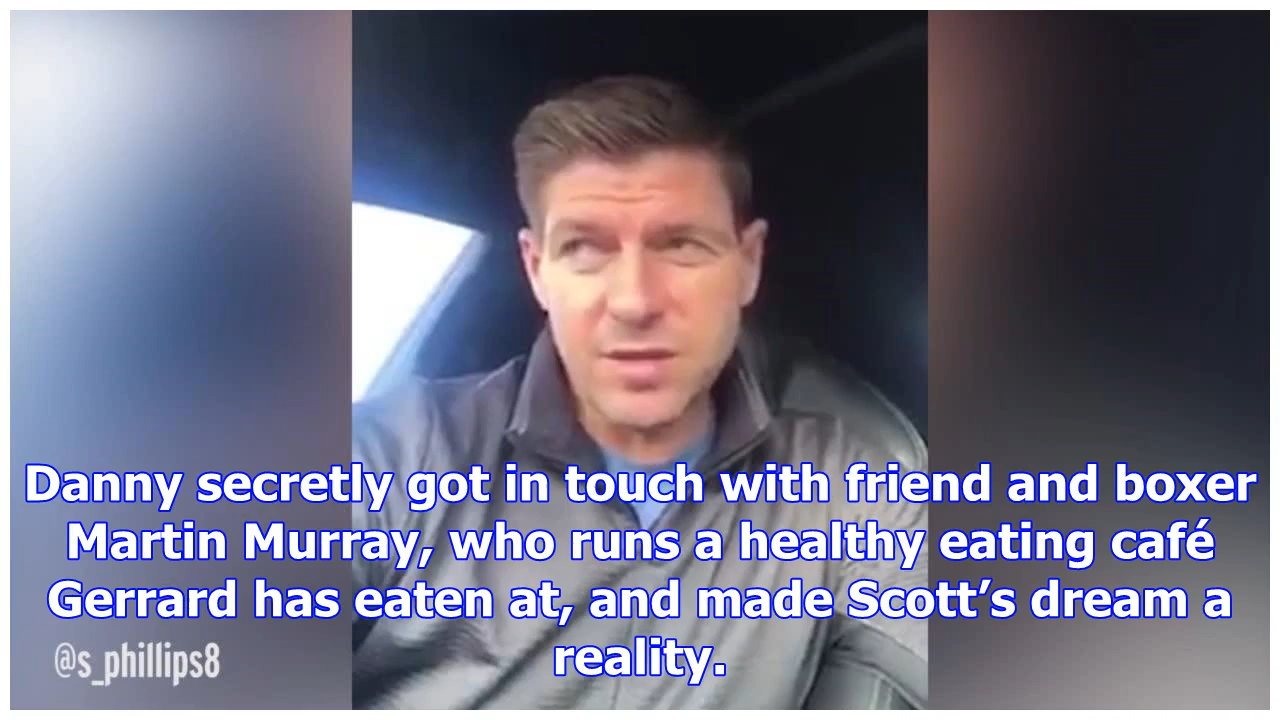 Danny secretly got in touch with friend and boxer
Martin Murray, who runs a healthy eating café
Gerrard has eaten at, and made Scott’s dream a
reality.
@s_phillips8